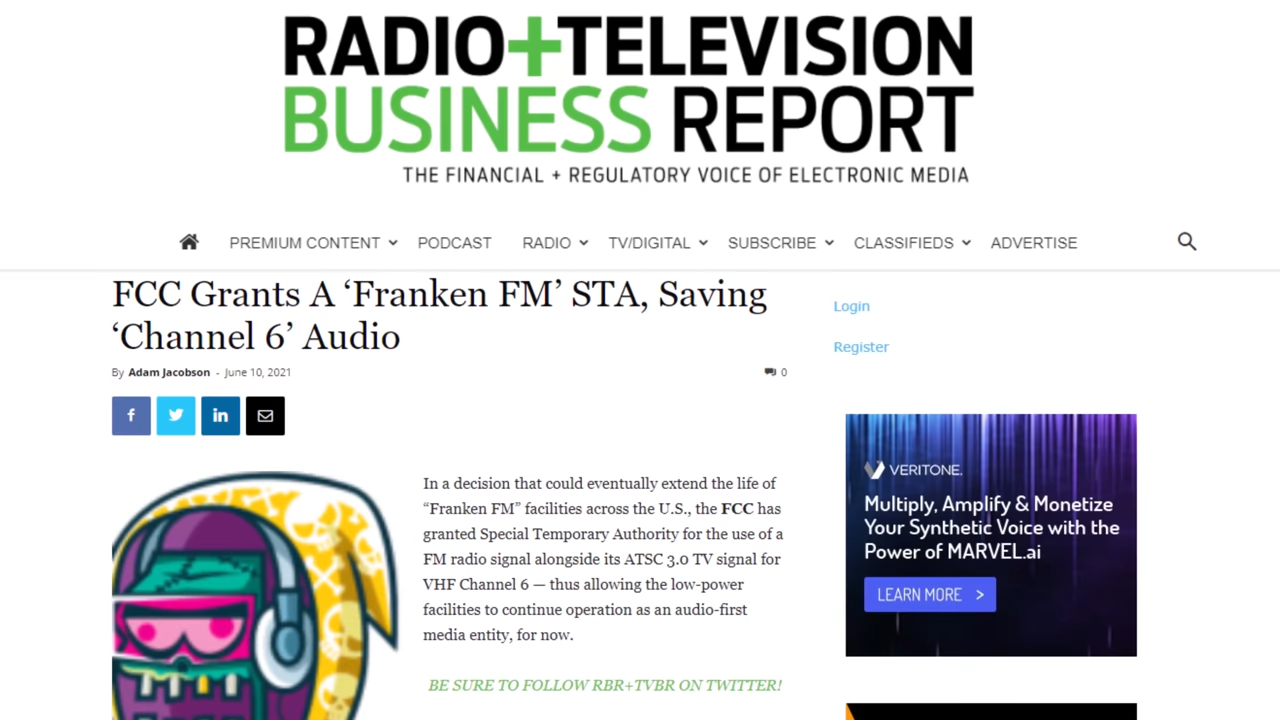 RADIO+TELEVISION
BUSINESS REPORT
THE FINANCIAL + REGULATORY VOICE OF ELECTRONIC MEDIA
PREMIUM CONTENT PODCAST RADIO TV/DIGITAL SUBSCRIBE CLASSIFIEDS ADVERTISE
FCC Grants A ‘Franken FM’ STA, Saving
‘Channel 6’ Audio
By Adam Jacobson - June 10, 2021
0
In a decision that could eventually extend the life of
“Franken FM” facilities across the U.S., the FCC has
granted Special Temporary Authority for the use of a
FM radio signal alongside its ATSC 3.0 TV signal for
VHF Channel 6 — thus allowing the low-power
facilities to continue operation as an audio-first
media entity, for now.
BE SURE TO FOLLOW RBR+TVBR ON TWITTER!
Login
Register
VERITONE.
Multiply, Amplify & Monetize
Your Synthetic Voice with the
Power of MARVEL.ai
LEARN MORE >